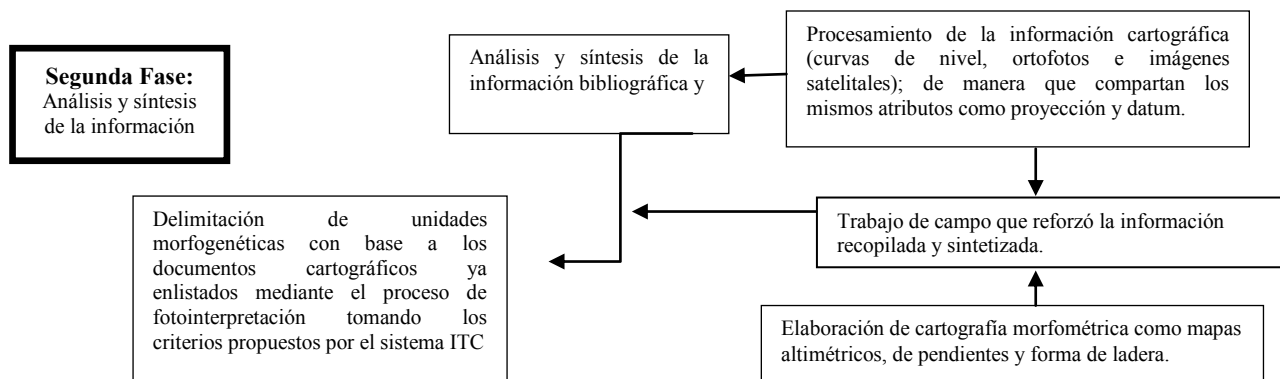 Segunda Fase:
Análisis y síntesis
de la información
Análisis y síntesis de la
información bibliográfica y
Procesamiento de la información cartográfica
(curvas de nivel, ortofotos e imágenes
satelitales); de manera que compartan los
mismos atributos como proyección y datum.
Delimitación de unidades
morfogenéticas con base a los
documentos cartográficos ya
enlistados mediante el proceso de
fotointerpretación tomando los
criterios propuestos por el sistema ITC
Trabajo de campo que reforzó la información
recopilada y sintetizada.
Elaboración de cartografía morfométrica como mapas
altimétricos, de pendientes y forma de ladera.